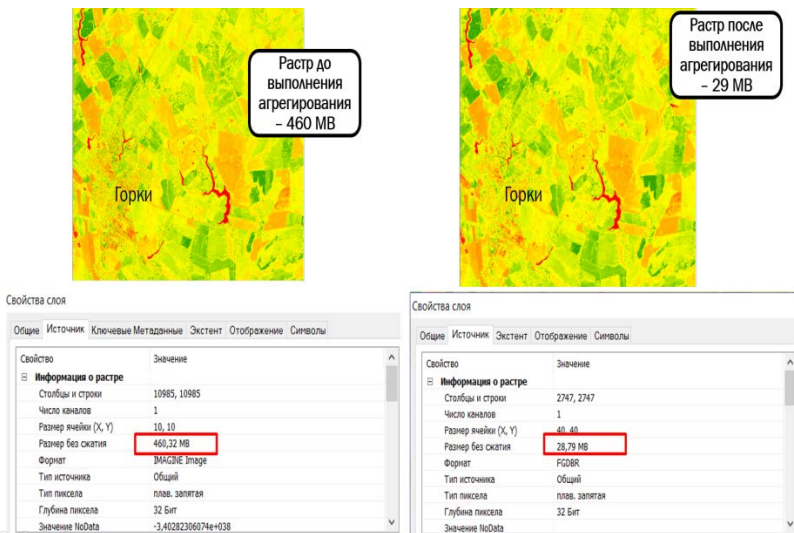 Растр до
выполнения
агрегирования
– 460 MB
Горки
Растр после
выполнения
агрегирования
– 29 MB
Горки
Свойства слоя
Общие Источник Ключевые Метаданные Экстент Отображение Символы
Свойство Значение
Информация о растре
Столбцы и строки 10985, 10985
Число каналов 1
Размер ячейки (X, Y) 10, 10
Размер без сжатия 460,32 MB
Формат IMAGINE Image
Тип источника Общий
Тип пиксела плав. запятая
Глубина пиксела 32 Бит
Значение NoData -3,40282306074e+038
Свойства слоя
Общие Источник Экстент Отображение Символы
Свойство Значение
Информация о растре
Столбцы и строки 2747, 2747
Число каналов 1
Размер ячейки (X, Y) 40, 40
Размер без сжатия 28,79 MB
Формат FGDBR
Тип источника Общий
Тип пиксела плав. запятая
Глубина пиксела 32 Бит
Значение NoData